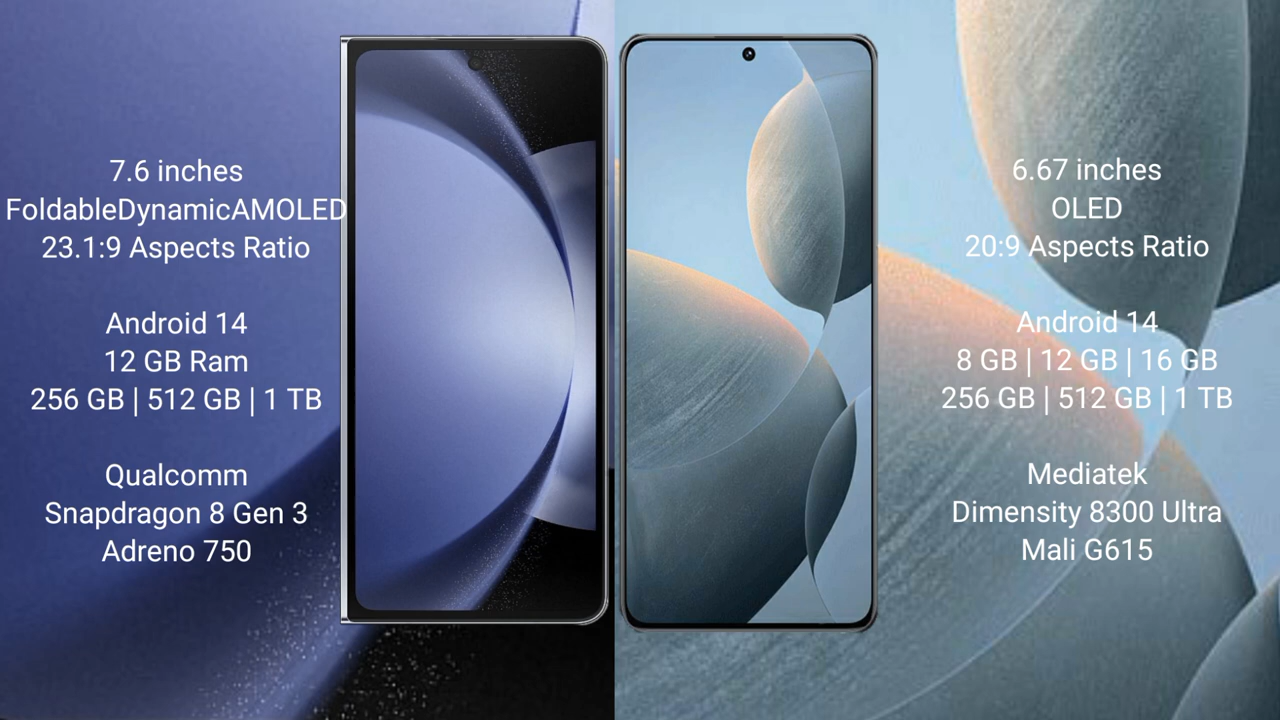 7.6 inches
FoldableDynamicAMOLED
23.1:9 Aspects Ratio
Android 14
12 GB Ram
256 GB | 512 GB | 1 TB
Qualcomm
Snapdragon 8 Gen 3
Adreno 750
6.67 inches
OLED
20:9 Aspects Ratio
Android 14
8 GB | 12 GB | 16 GB
256 GB | 512 GB | 1 TB
Mediatek
Dimensity 8300 Ultra
Mali G615